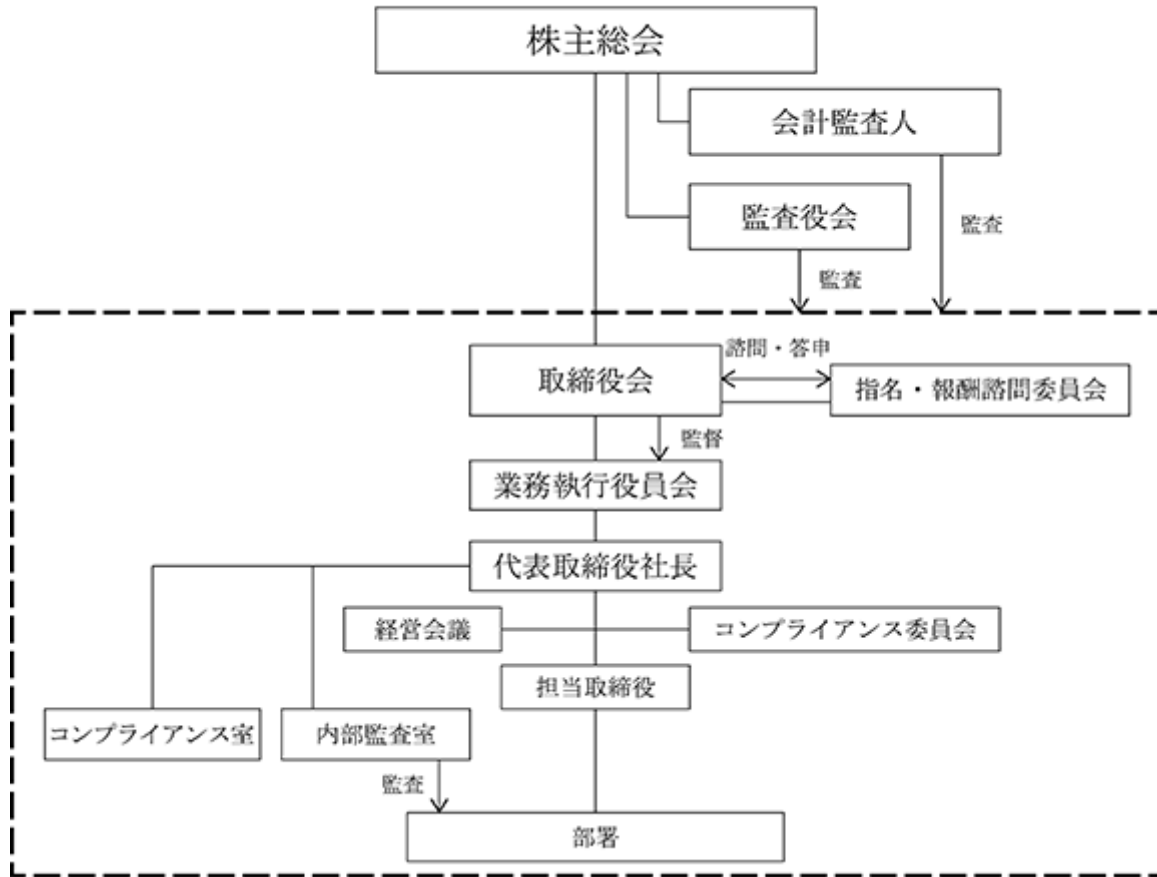 株主総会
会計監査人
監査役会
監査
監査
諮問・答申
取締役会
指名・報酬諮問委員会
監督
業務執行役員会
代表取締役社長
経営会議
コンプライアンス委員会
担当取締役
コンプライアンス室
内部監査室
監査
部署